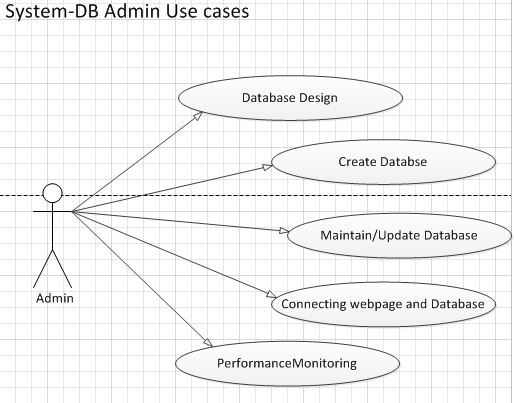 System-DB Admin Use cases
Database Design
Create Databse
Maintain/Update Database
Admin
Connecting webpage and Database
PerformanceMonitoring